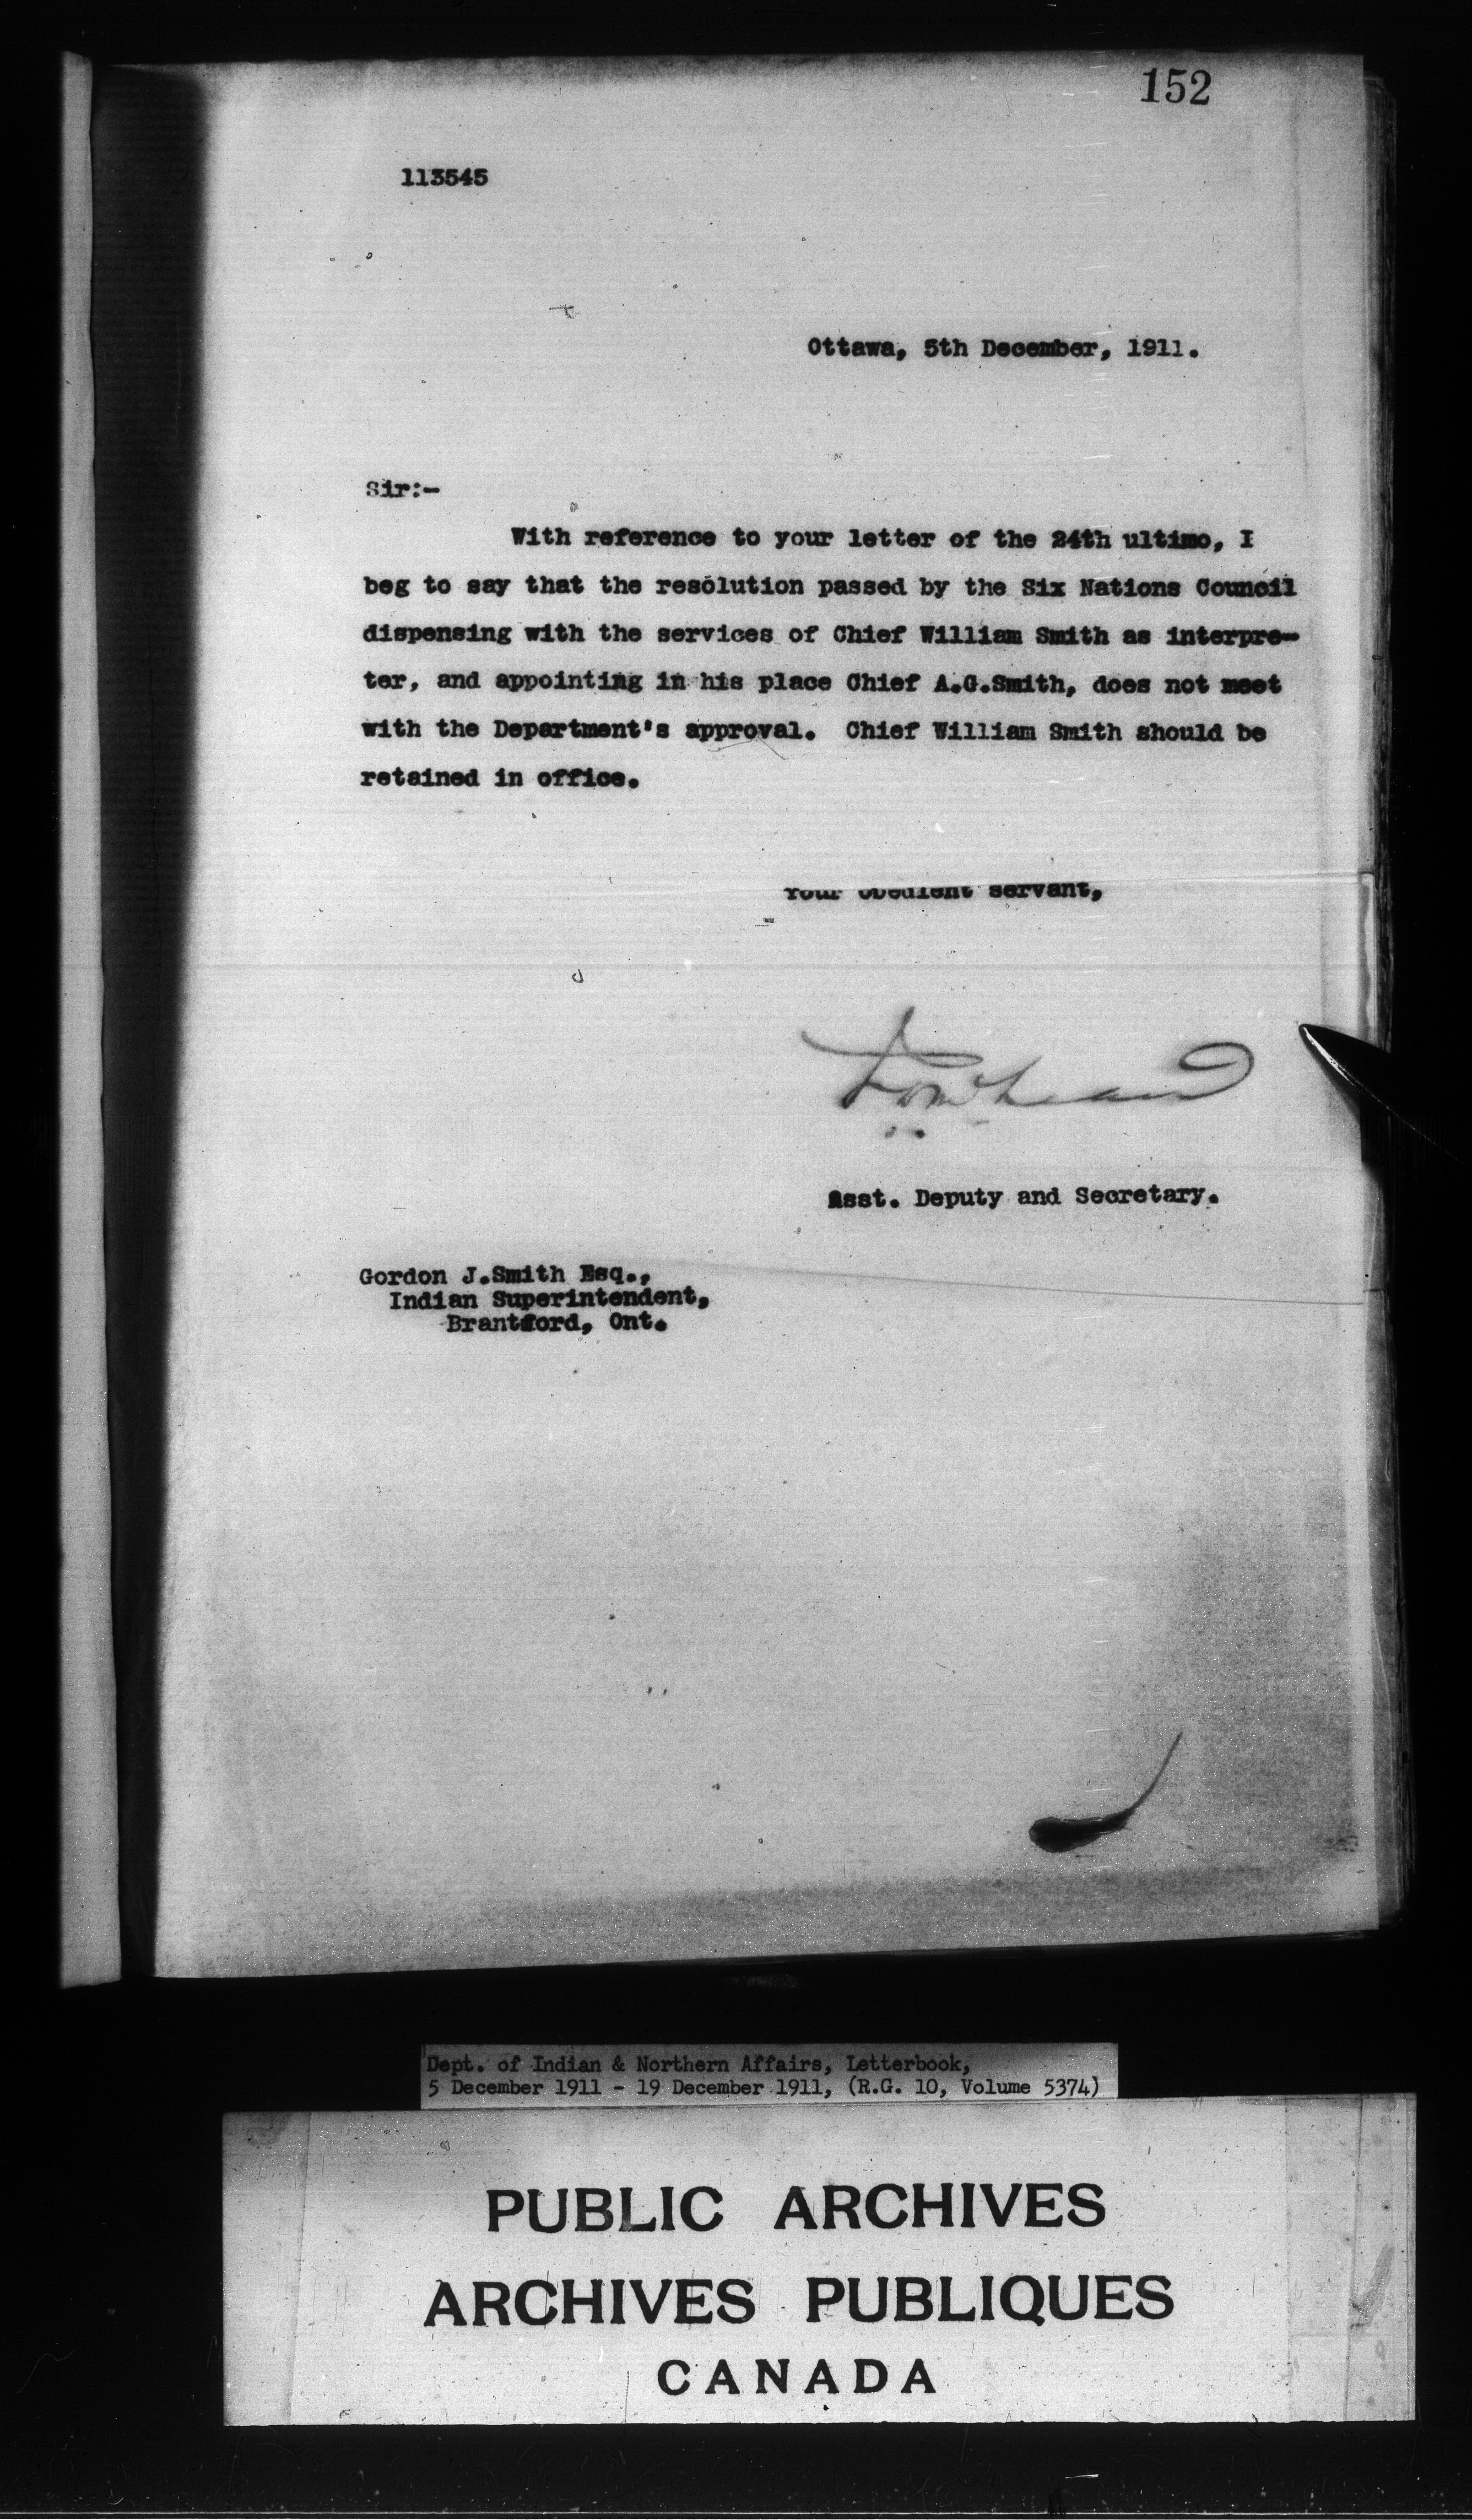 152
113545
Ottawa, 5th December, 1911.
Sir:-
With reference to your letter of the 24th ultimo, I
beg to say that the resolution passed by the Six Nations Council
dispensing with the services of Chief William Smith as interpre-
ter, and appointing in his place Chief A.G.Smith, does not meet
with the Department's approval. Chief William Smith should be
retained in office.
Your obedient servant,
Asst. Deputy and Secretary.
Gordon J.Smith Esq.,
Indian Superintendent,
Brantford, Ont.
Dept. of Indian & Northern Affairs, Letterbook,
5 December 1911 - 19 December 1911, (R.G. 10, Volume 5374)
PUBLIC ARCHIVES
ARCHIVES PUBLIQUES
CANADA